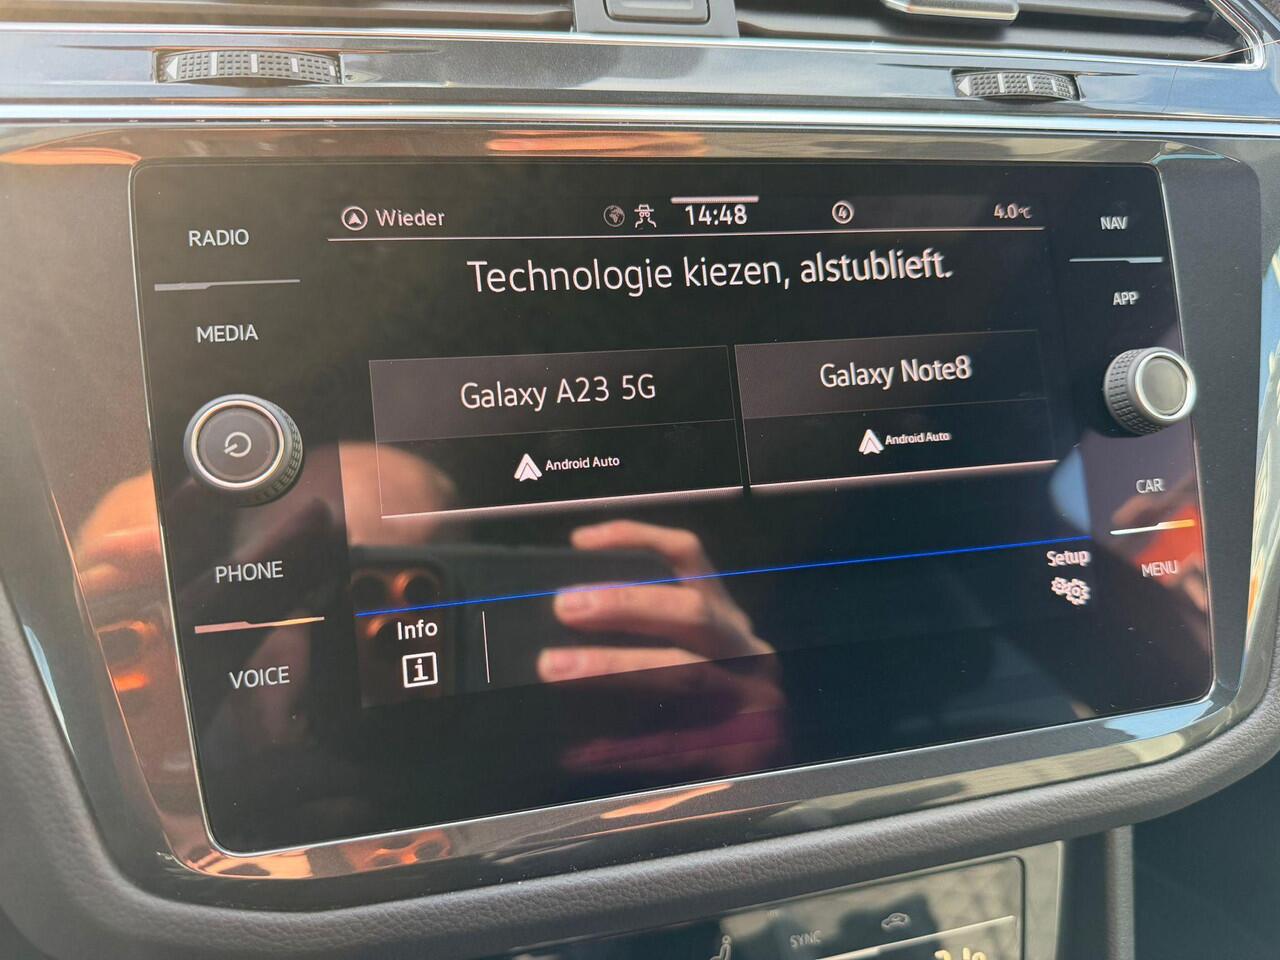 RADIO
MEDIA
PHONE
VOICE
Wieder
14:48
4
4.0°C
Technologie kiezen, alstublieft.
Galaxy A23 5G
Android Auto
Galaxy Note8
Android Auto
Info
i
Setup
NAV
APP
CAR
MENU
SYNC